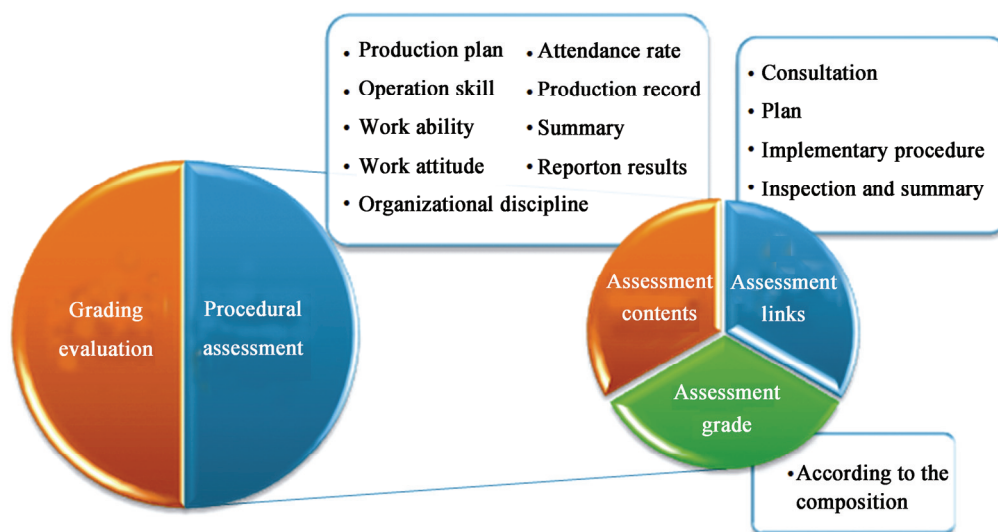 • Production plan • Attendance rate
• Operation skill • Production record
• Work ability • Summary
• Work attitude • Reporton results
• Organizational discipline
• Consultation
• Plan
• Implementary procedure
• Inspection and summary
Grading
evaluation
Procedural
assessment
Assessment
contents
Assessment
links
Assessment
grade
•According to the
composition